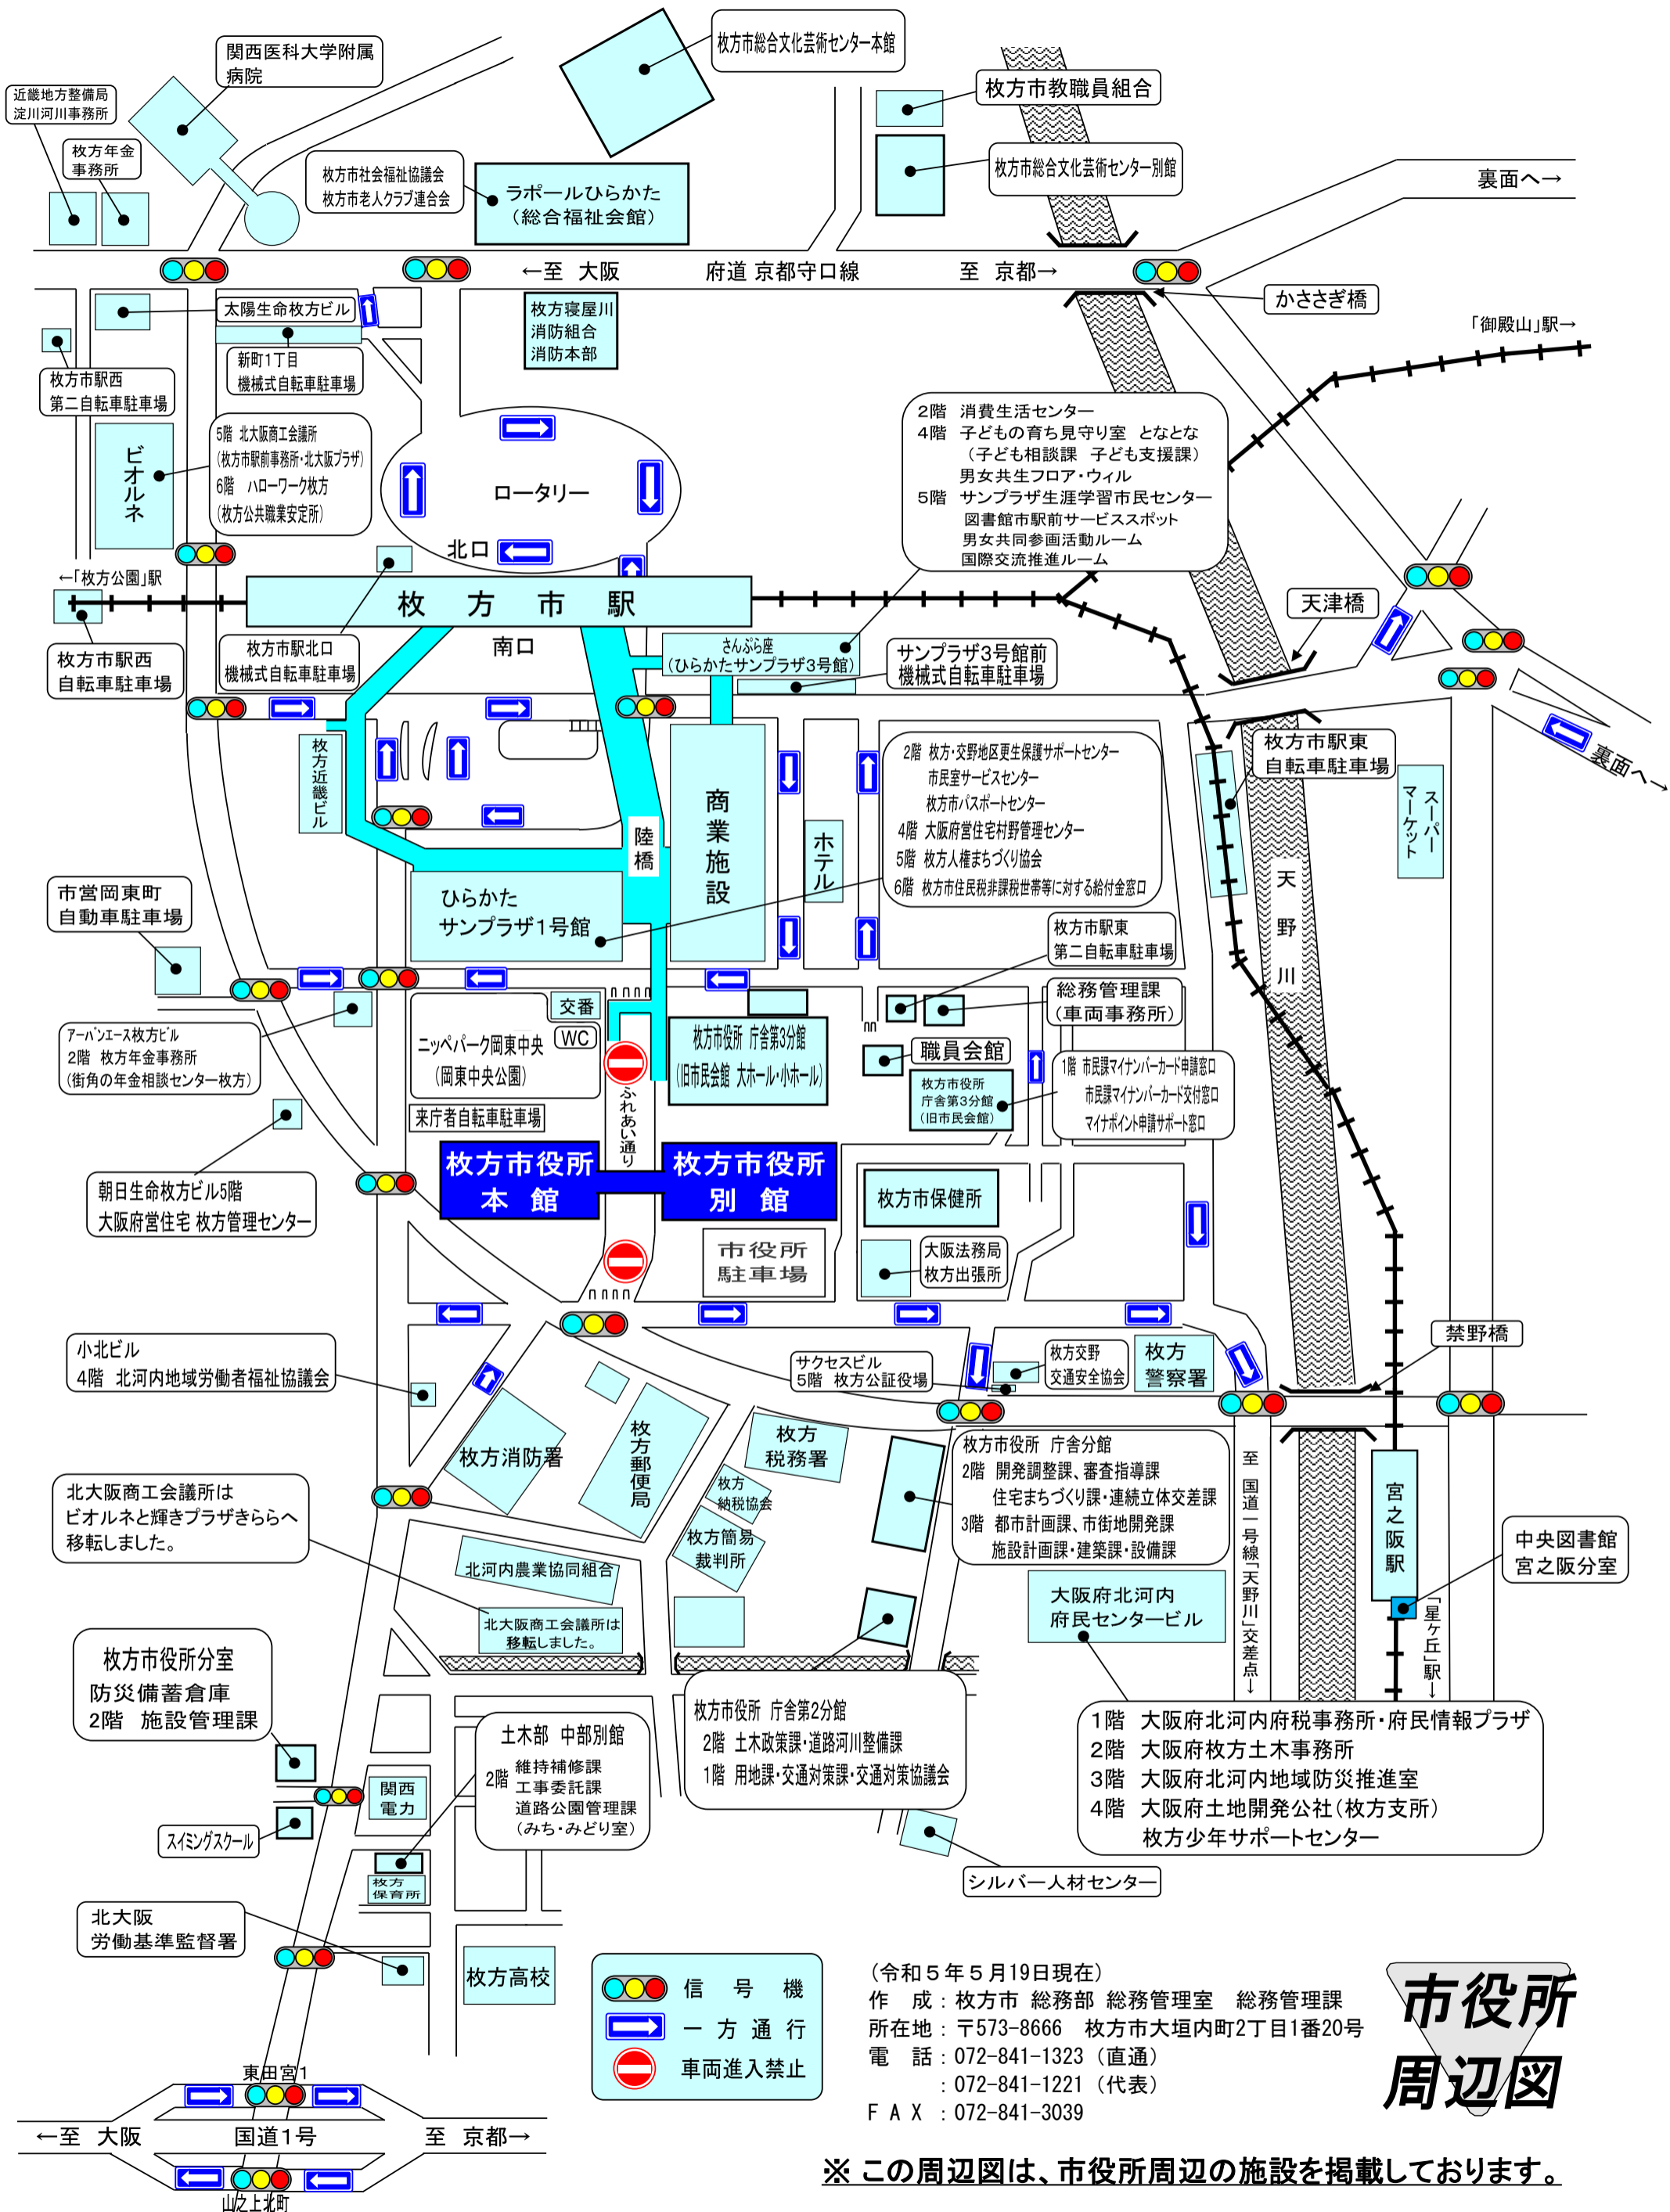 関西医科大学附属
病院
枚方市総合文化芸術センター本館
近畿地方整備局
淀川河川事務所
枚方年金
事務所
枚方市教職員組合
枚方市社会福祉協議会
枚方市老人クラブ連合会
ラポールひらかた
(総合福祉会館)
枚方市総合文化芸術センター別館
裏面へ→
←至 大阪
府道 京都守口線
至 京都→
かささぎ橋
「御殿山」駅→
太陽生命枚方ビル
新町1丁目
機械式自転車駐車場
枚方寝屋川
消防組合
消防本部
枚方市駅西
第二自転車駐車場
ビオルネ
5階 北大阪商工会議所
(枚方市駅前事務所・北大阪プラザ)
6階 ハローワーク枚方
(枚方公共職業安定所)
ロータリー
北口
2階 消費生活センター
4階 子どもの育ち見守り室 となとな
(子ども相談課 子ども支援課)
男女共生フロア・ウィル
5階 サンプラザ生涯学習市民センター
図書館市駅前サービススポット
男女共同参画活動ルーム
国際交流推進ルーム
←「枚方公園」駅
枚方市駅
天津橋
枚方市駅西
自転車駐車場
枚方市駅北口
機械式自転車駐車場
南口
さんぷら座
(ひらかたサンプラザ3号館)
サンプラザ3号館前
機械式自転車駐車場
枚方近畿ビル
商業施設
陸橋
ホテル
2階 枚方・交野地区更生保護サポートセンター
市民室サービスセンター
枚方市パスポートセンター
4階 大阪府営住宅村野管理センター
5階 枚方人権まちづくり協会
6階 枚方市住民税非課税世帯等に対する給付金窓口
枚方市駅東
自転車駐車場
裏面へ→
スーパー
マーケット
天野川
市営岡東町
自動車駐車場
ひらかた
サンプラザ1号館
枚方市駅東
第二自転車駐車場
総務管理課
(車両事務所)
アーバンエース枚方ビル
2階 枚方年金事務所
(街角の年金相談センター枚方)
交番
WC
ニッペパーク岡東中央
(岡東中央公園)
来庁者自転車駐車場
ふれあい通り
枚方市役所 庁舎第3分館
(旧市民会館 大ホール・小ホール)
職員会館
枚方市役所
庁舎第3分館
(旧市民会館)
1階 市民課マイナンバーカード申請窓口
市民課マイナンバーカード交付窓口
マイナポイント申請サポート窓口
朝日生命枚方ビル5階
大阪府営住宅 枚方管理センター
枚方市役所
本館
枚方市役所
別館
枚方市保健所
市役所
駐車場
大阪法務局
枚方出張所
小北ビル
4階 北河内地域労働者福祉協議会
サクセスビル
5階 枚方公証役場
枚方交野
交通安全協会
枚方
警察署
禁野橋
枚方消防署
枚方郵便局
枚方
税務署
枚方
納税協会
枚方簡易
裁判所
枚方市役所 庁舎分館
2階 開発調整課、審査指導課
住宅まちづくり課・連続立体交差課
3階 都市計画課、市街地開発課
施設計画課・建築課・設備課
至 国道一号線「天野川」交差点→
宮之阪駅
中央図書館
宮之阪分室
「星ヶ丘」駅→
北大阪商工会議所は
ビオルネと輝きプラザきららへ
移転しました。
北河内農業協同組合
北大阪商工会議所は
移転しました。
大阪府北河内
府民センタービル
枚方市役所分室
防災備蓄倉庫
2階 施設管理課
土木部 中部別館
2階 維持補修課
工事委託課
道路公園管理課
(みち・みどり室)
枚方市役所 庁舎第2分館
2階 土木政策課・道路河川整備課
1階 用地課・交通対策課・交通対策協議会
1階 大阪府北河内府税事務所・府民情報プラザ
2階 大阪府枚方土木事務所
3階 大阪府北河内地域防災推進室
4階 大阪府土地開発公社(枚方支所)
枚方少年サポートセンター
関西
電力
スイミングスクール
枚方
保育所
シルバー人材センター
北大阪
労働基準監督署
枚方高校
信号機
一方通行
車両進入禁止
(令和5年5月19日現在)
作 成：枚方市 総務部 総務管理室 総務管理課
所在地：〒573-8666 枚方市大垣内町2丁目1番20号
電 話：072-841-1323（直通）
：072-841-1221（代表）
FAX：072-841-3039
市役所
周辺図
東田宮1
←至 大阪
国道1号
至 京都→
山之上北町
※ この周辺図は、市役所周辺の施設を掲載しております。